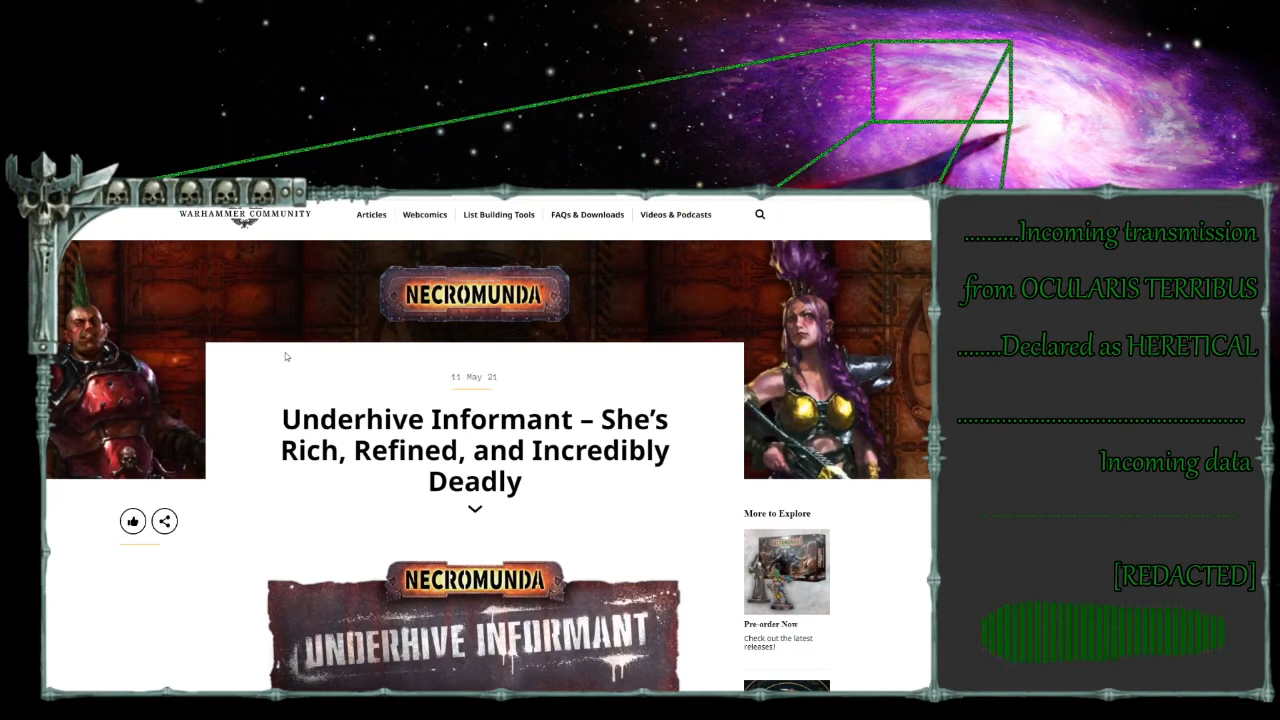 WARHAMMER COMMUNITY
Articles
Webcomics
List Building Tools
FAQs & Downloads
Videos & Podcasts
NECROMUNDA
11 May 21
Underhive Informant – She's
Rich, Refined, and Incredibly
Deadly
NECROMUNDA
UNDERHIVE INFORMANT
More to Explore
Pre-order Now
Check out the latest
releases!
..........Incoming transmission
from OCULARIS TERRIBUS
........Declared as HERETICAL
....................................................
Incoming data
[REDACTED]